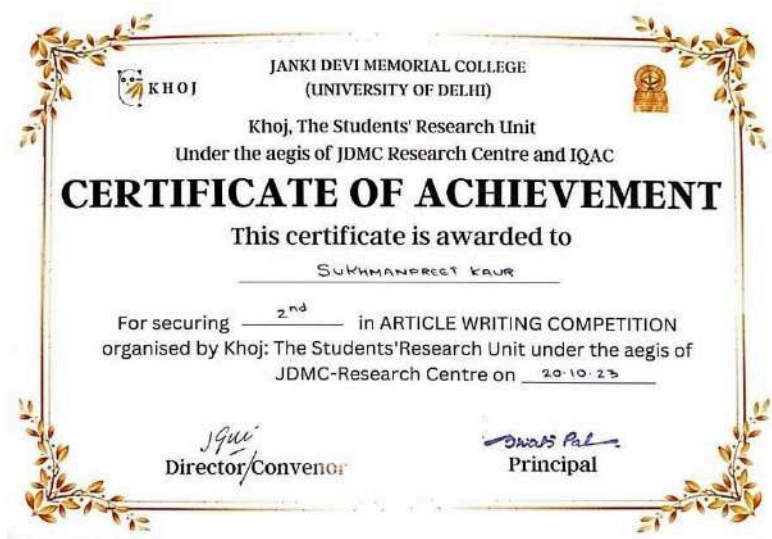 KHOJ
JANKI DEVI MEMORIAL COLLEGE
(UNIVERSITY OF DELHI)
Khoj, The Students' Research Unit
Under the aegis of JDMC Research Centre and IQAC
CERTIFICATE OF ACHIEVEMENT
This certificate is awarded to
SUKHMANPREET KAUR
For securing 2nd in ARTICLE WRITING COMPETITION
organised by Khoj: The Students'Research Unit under the aegis of
JDMC-Research Centre on 20.10.23
Swati Pal
Director/Convenor
Principal